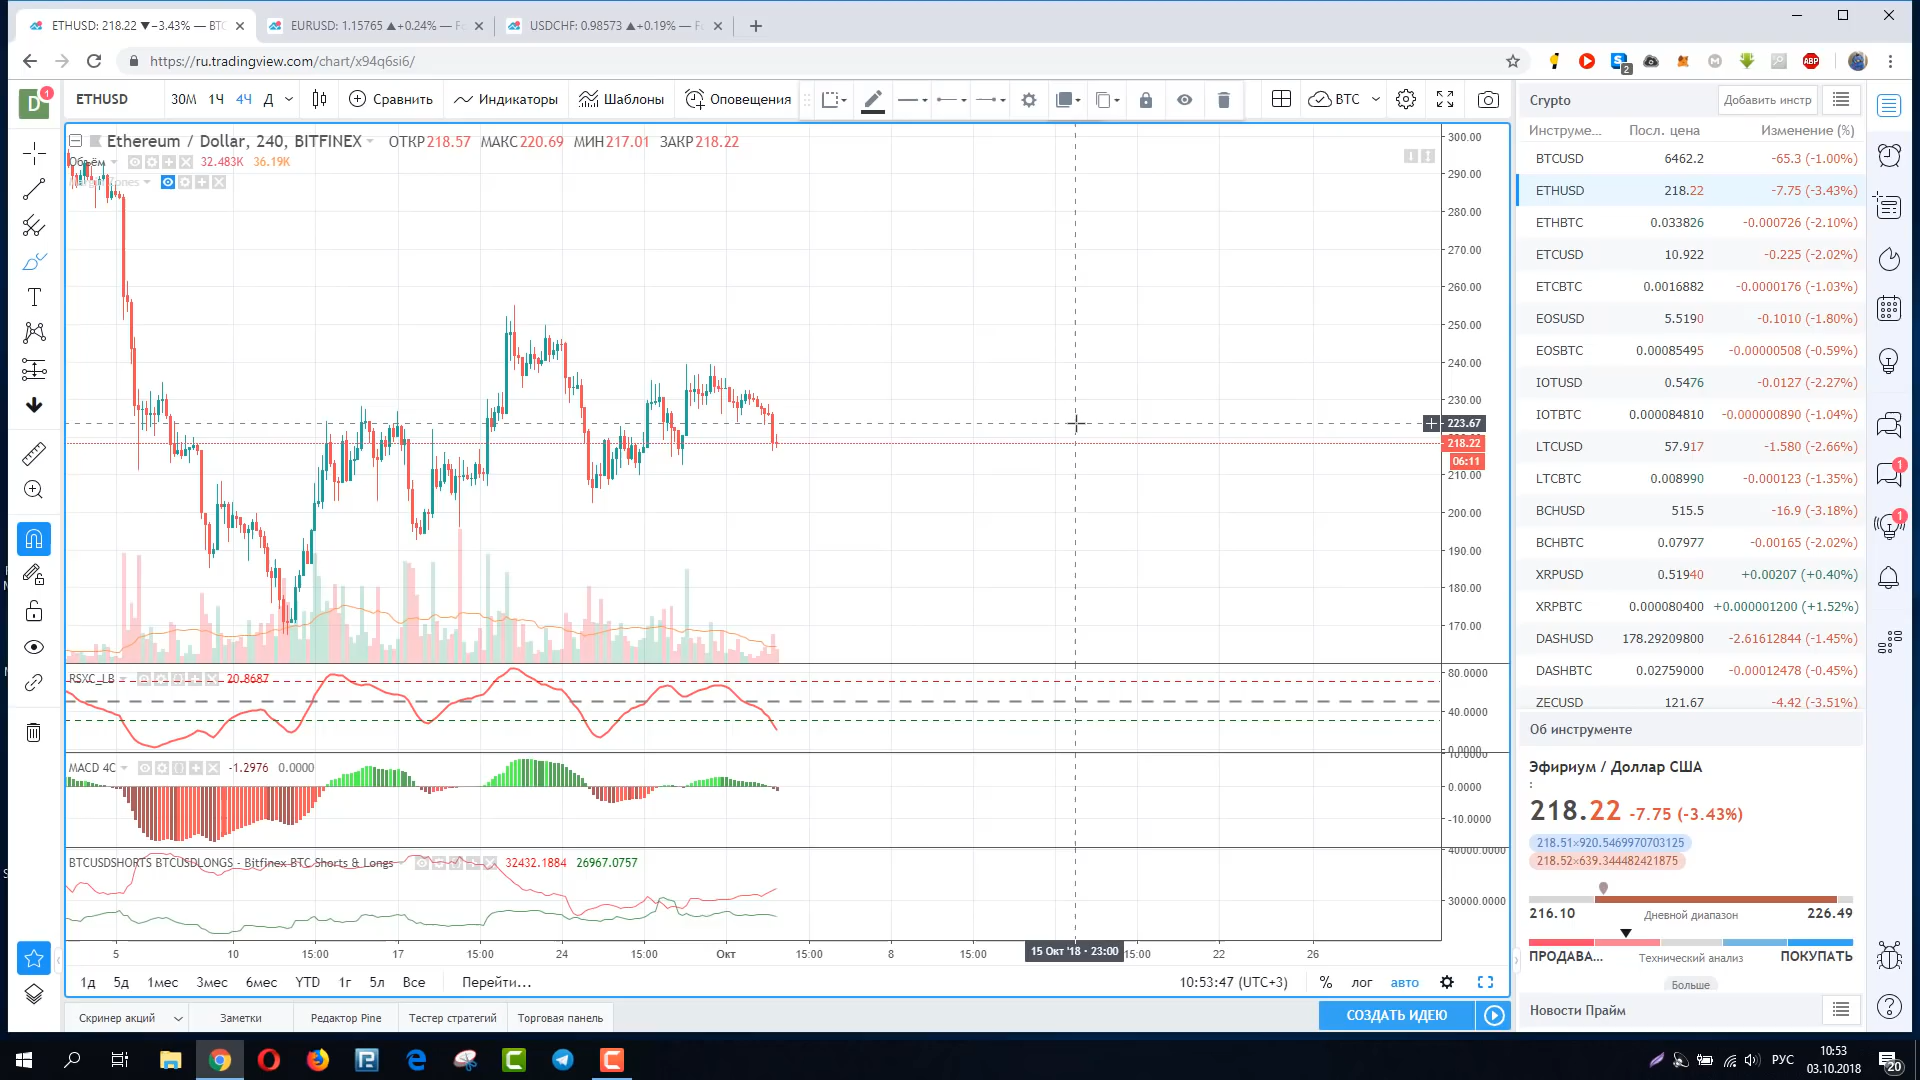 ETHUSD: 218.22 ▼−3.43% — BTC
EURUSD: 1.15765 ▲+0.24% — Fo
USDCHF: 0.98573 ▲+0.19% — Fo
https://ru.tradingview.com/chart/x94q6si6/
2
ABP
D
1
ETHUSD
30М 1Ч 4Ч Д
Сравнить
Индикаторы
Шаблоны
Оповещения
BTC
Ethereum / Dollar, 240, BITFINEX
ОТКР218.57 МАКС220.69 МИН217.01 ЗАКР218.22
Объём 32.483K 36.19K
300.00
290.00
280.00
270.00
260.00
250.00
240.00
230.00
223.67
218.22
06:11
210.00
200.00
190.00
180.00
170.00
RSXC_LB 20.8687
80.0000
40.0000
0.0000
MACD 4C -1.2976 0.0000
10.0000
0.0000
-10.0000
BTCUSDSHORTS BTCUSDLONGS - Bitfinex BTC Shorts & Longs 32432.1884 26967.0757
40000.0000
30000.0000
5 10 15:00 17 15:00 24 15:00 Окт 15:00 8 15:00 15 Окт '18 - 23:00 15:00 22 26
1д 5д 1мес 3мес 6мес YTD 1г 5л Все Перейти...
10:53:47 (UTC+3) % лог авто
Скринер акций Заметки Редактор Pine Тестер стратегий Торговая панель
СОЗДАТЬ ИДЕЮ
Crypto
Добавить инстр
Инструме... Посл. цена Изменение (%)
BTCUSD 6462.2 -65.3 (-1.00%)
ETHUSD 218.22 -7.75 (-3.43%)
ETHBTC 0.033826 -0.000726 (-2.10%)
ETCUSD 10.922 -0.225 (-2.02%)
ETCBTC 0.0016882 -0.0000176 (-1.03%)
EOSUSD 5.5190 -0.1010 (-1.80%)
EOSBTC 0.00085495 -0.00000508 (-0.59%)
IOTUSD 0.5476 -0.0127 (-2.27%)
IOTBTC 0.000084810 -0.000000890 (-1.04%)
LTCUSD 57.917 -1.580 (-2.66%)
LTCBTC 0.008990 -0.000123 (-1.35%)
BCHUSD 515.5 -16.9 (-3.18%)
BCHBTC 0.07977 -0.00165 (-2.02%)
XRPUSD 0.51940 +0.00207 (+0.40%)
XRPBTC 0.000080400 +0.000001200 (+1.52%)
DASHUSD 178.29209800 -2.61612844 (-1.45%)
DASHBTC 0.02759000 -0.00012478 (-0.45%)
ZECUSD 121.67 -4.42 (-3.51%)
Об инструменте
Эфириум / Доллар США
:
218.22 -7.75 (-3.43%)
218.51×920.5469970703125
218.52×639.344482421875
216.10 Дневной диапазон 226.49
ПРОДАВА... Технический анализ ПОКУПАТЬ
Больше
Новости Прайм
1
1
РУС
10:53
03.10.2018
20